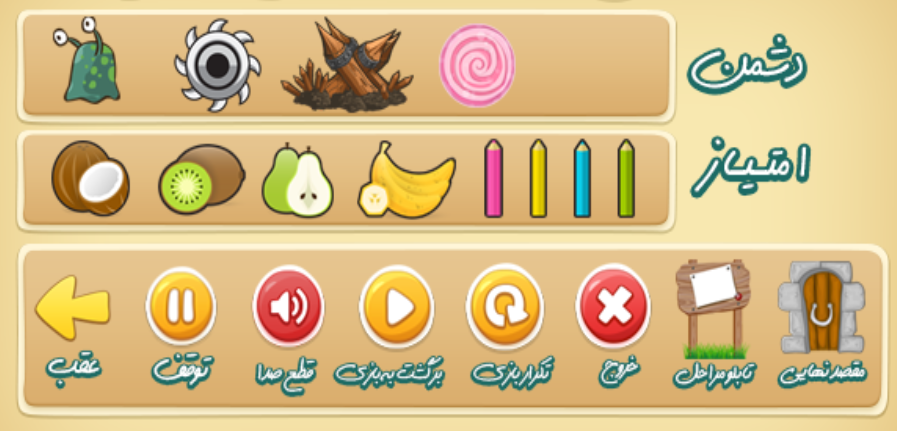 دشمن
امتیاز
مقصد نهایی
تابلو مراحل
خروج
تکرار بازی
برگشت به بازی
قطع صدا
توقف
عقب